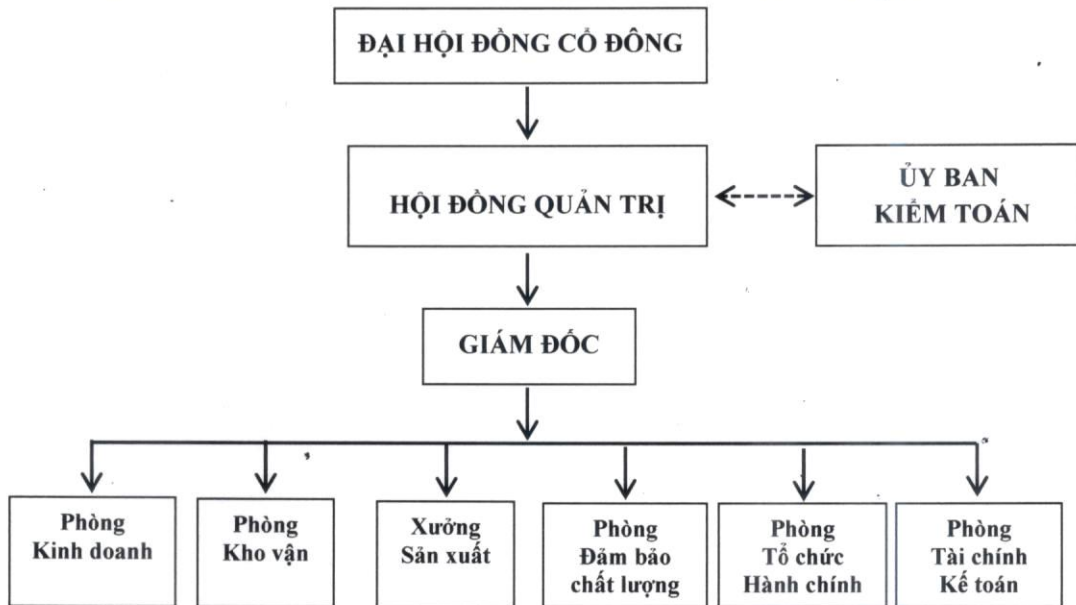 ĐẠI HỘI ĐỒNG CỔ ĐÔNG
HỘI ĐỒNG QUẢN TRỊ
ỦY BAN
KIỂM TOÁN
GIÁM ĐỐC
Phòng
Kinh doanh
Phòng
Kho vận
Xưởng
Sản xuất
Phòng
Đảm bảo
chất lượng
Phòng
Tổ chức
Hành chính
Phòng
Tài chính
Kế toán